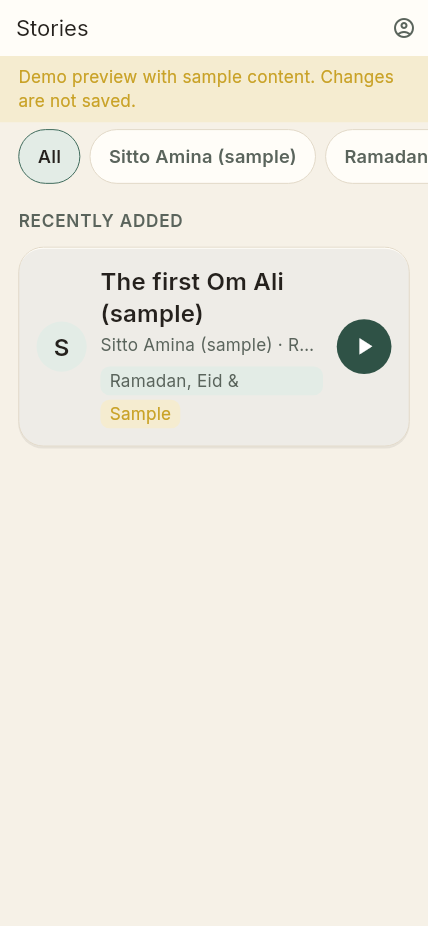 Stories
Demo preview with sample content. Changes
are not saved.
All
Sitto Amina (sample)
Ramadan
RECENTLY ADDED
The first Om Ali
(sample)
S
Sitto Amina (sample) · R...
Ramadan, Eid &
Sample